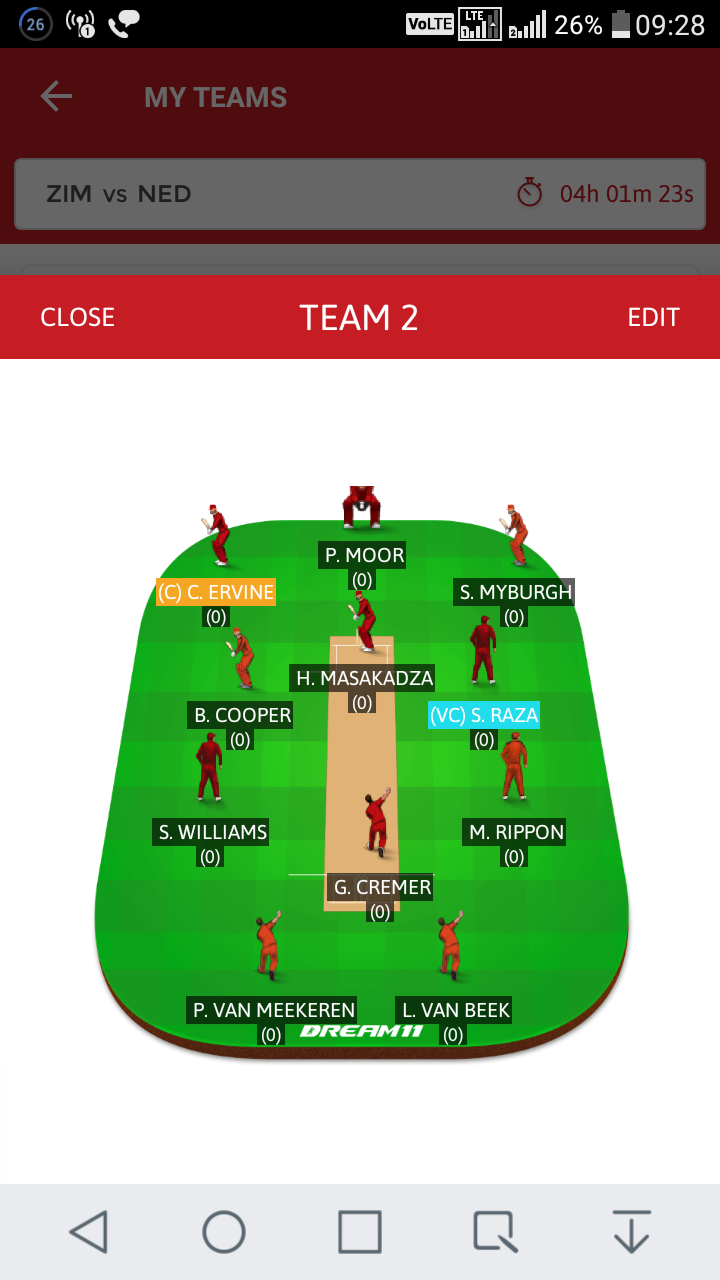 26 1 VoLTE LTE 1 2 26% 09:28
MY TEAMS
ZIM vs NED 04h 01m 23s
CLOSE TEAM 2 EDIT
P. MOOR
(0)
(C) C. ERVINE
(0)
S. MYBURGH
(0)
H. MASAKADZA
(0)
B. COOPER
(0)
(VC) S. RAZA
(0)
S. WILLIAMS
(0)
M. RIPPON
(0)
G. CREMER
(0)
P. VAN MEEKEREN
(0)
L. VAN BEEK
(0)
DREAM11